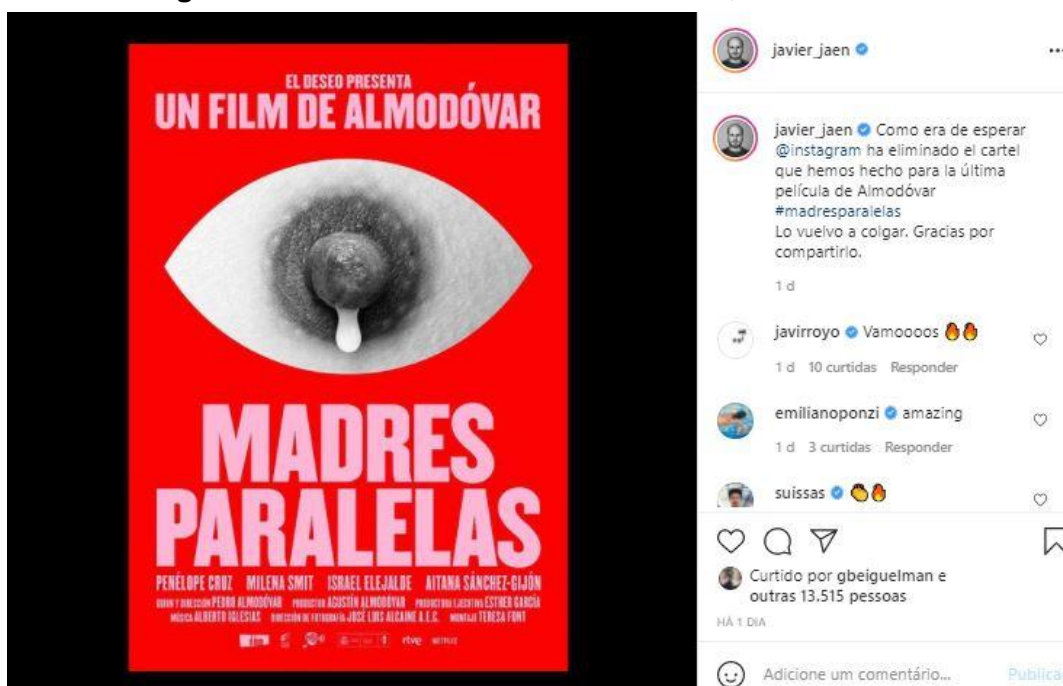 EL DESEO PRESENTA
UN FILM DE ALMODÓVAR
MADRES
PARALELAS
PENÉLOPE CRUZ MILENA SMIT ISRAEL ELEJALDE AITANA SÁNCHEZ-GIJÓN
GUION Y DIRECCIÓN PEDRO ALMODÓVAR PRODUCTOR AGUSTÍN ALMODÓVAR PRODUCTORA EJECUTIVA ESTHER GARCÍA
MÚSICA ALBERTO IGLESIAS DIRECCIÓN DE FOTOGRAFÍA JOSÉ LUIS ALCAINE A.E.C. MONTAJE TERESA FONT
rtve NETFLIX
javier_jaen
javier_jaen Como era de esperar
@instagram ha eliminado el cartel
que hemos hecho para la última
película de Almodóvar
#madresparalelas
Lo vuelvo a colgar. Gracias por
compartirlo.
1 d
javirroyo Vamoooos 🔥🔥
1 d 10 curtidas Responder
emilianoponzi amazing
1 d 3 curtidas Responder
suissas 👏🔥
Curtido por gbeiguelman e
outras 13.515 pessoas
HÁ 1 DIA
Adicione um comentário... Publica